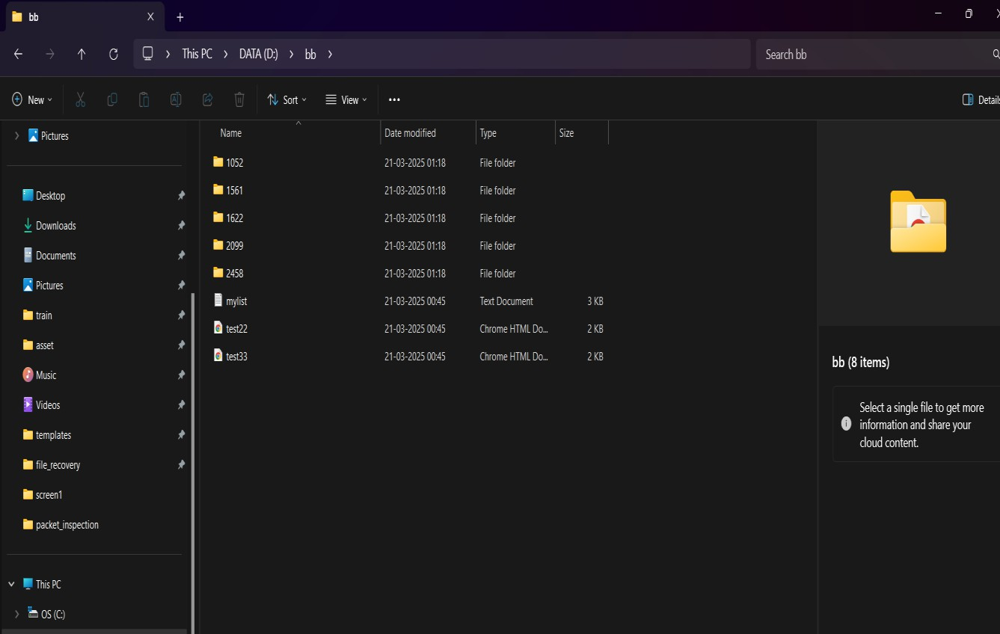 bb
This PC DATA (D:) bb
Search bb
New Sort View Details
Pictures
Desktop
Downloads
Documents
Pictures
train
asset
Music
Videos
templates
file_recovery
screen1
packet_inspection
This PC
OS (C:)
Name Date modified Type Size
1052 21-03-2025 01:18 File folder
1561 21-03-2025 01:18 File folder
1622 21-03-2025 01:18 File folder
2099 21-03-2025 01:18 File folder
2458 21-03-2025 01:18 File folder
mylist 21-03-2025 00:45 Text Document 3 KB
test22 21-03-2025 00:45 Chrome HTML Do... 2 KB
test33 21-03-2025 00:45 Chrome HTML Do... 2 KB
bb (8 items)
Select a single file to get more
information and share your
cloud content.